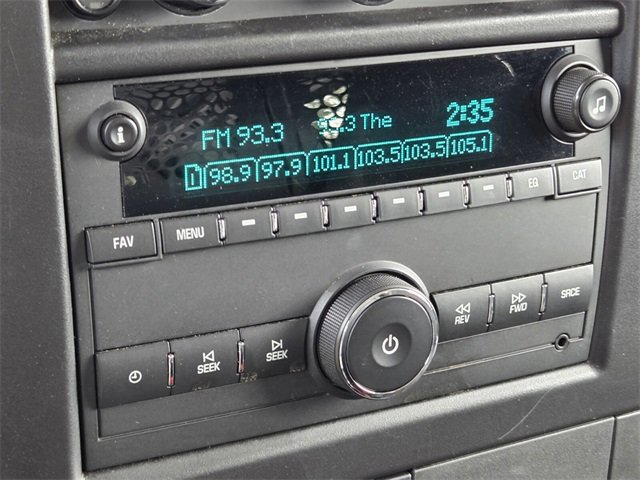 2:35
FM 93.3 93.3 The
1 98.9 97.9 101.1 103.5 103.5 105.1
i
FAV MENU EQ CAT
REV FWD SRCE
SEEK SEEK